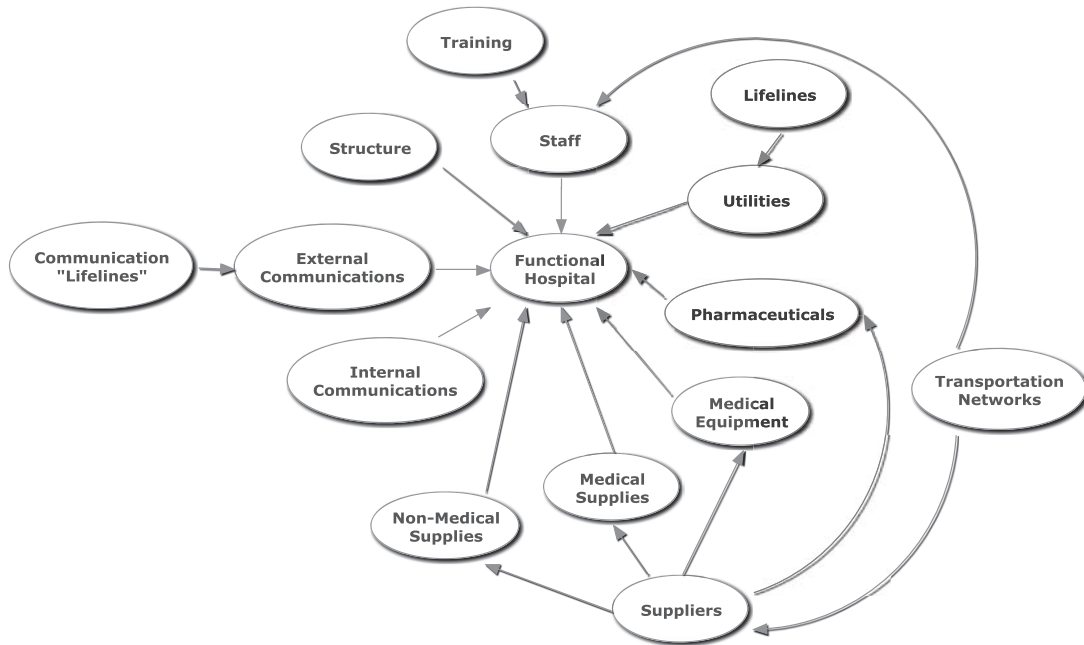 Training
Lifelines
Staff
Structure
Utilities
Communication
"Lifelines"
External
Communications
Functional
Hospital
Pharmaceuticals
Internal
Communications
Transportation
Networks
Medical
Equipment
Medical
Supplies
Non-Medical
Supplies
Suppliers